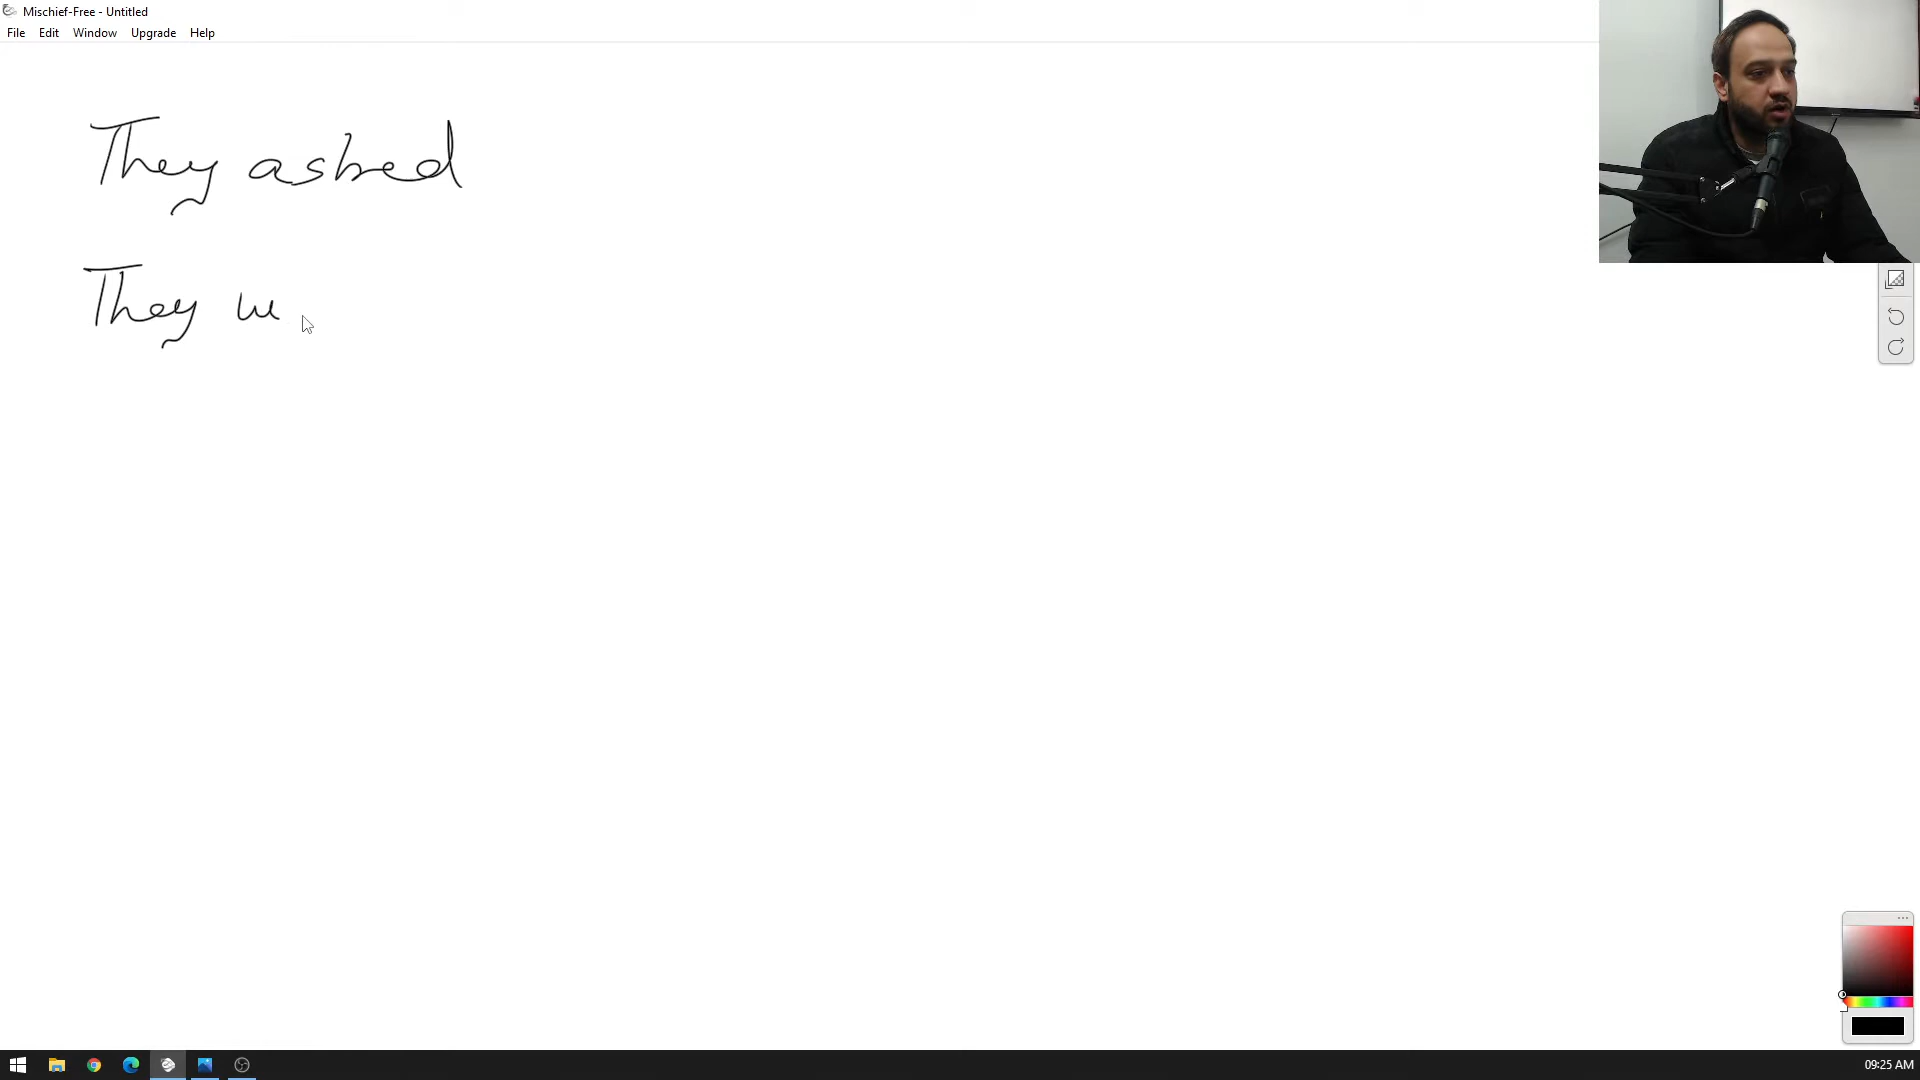 Mischief-Free - Untitled
File Edit Window Upgrade Help
They asked
They w
09:25 AM